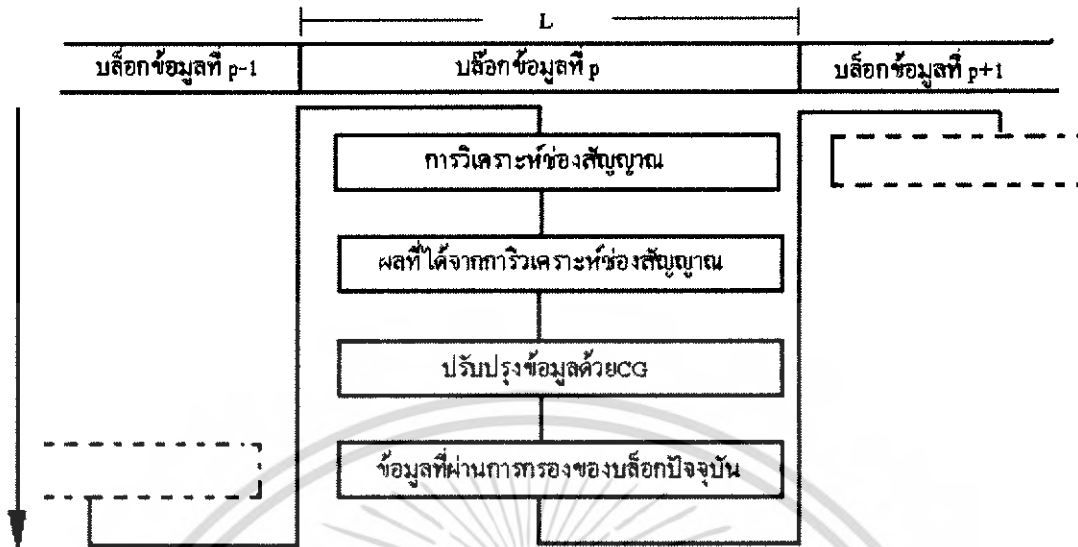 L
บล็อกข้อมูลที่ p-1 บล็อกข้อมูลที่ p บล็อกข้อมูลที่ p+1
การวิเคราะห์ช่องสัญญาณ
ผลที่ได้จากการวิเคราะห์ช่องสัญญาณ
ปรับปรุงข้อมูลด้วยCG
ข้อมูลที่ผ่านการกรองของบล็อกปัจจุบัน